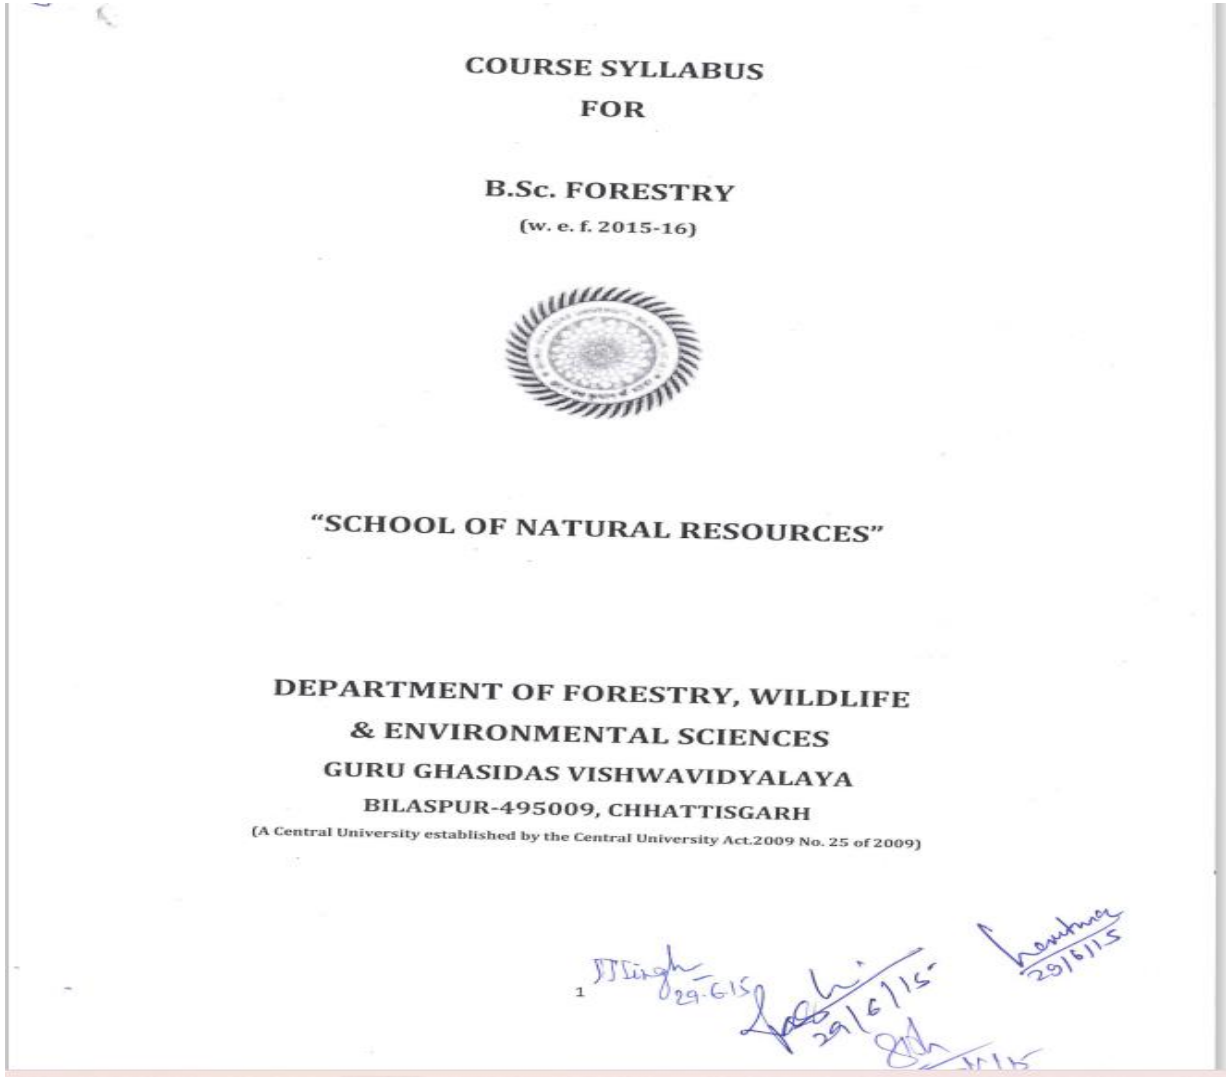 COURSE SYLLABUS
FOR
B.Sc. FORESTRY
(w. e. f. 2015-16)
“SCHOOL OF NATURAL RESOURCES”
DEPARTMENT OF FORESTRY, WILDLIFE
& ENVIRONMENTAL SCIENCES
GURU GHASIDAS VISHWAVIDYALAYA
BILASPUR-495009, CHHATTISGARH
(A Central University established by the Central University Act.2009 No. 25 of 2009)
29/6/15
Singh
29.6.15
29/6/15
1